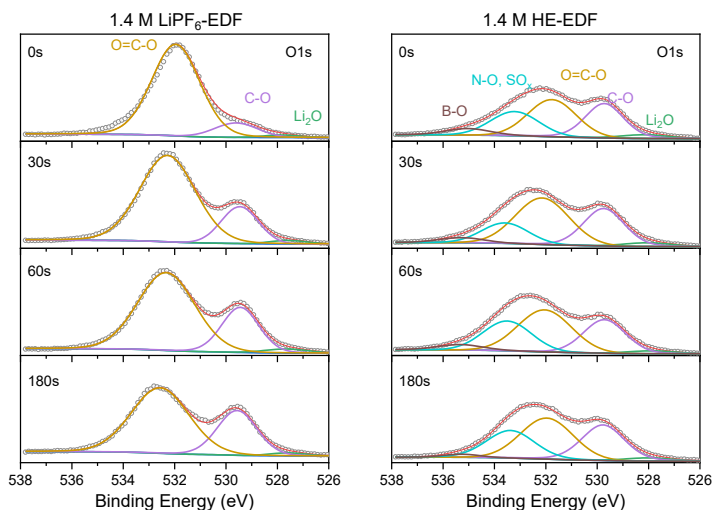 1.4 M LiPF₆-EDF
0s
O=C-O
O1s
C-O
Li₂O
30s
60s
180s
538 536 534 532 530 528 526
Binding Energy (eV)
1.4 M HE-EDF
0s
O1s
N-O, SOₓ
O=C-O
B-O
C-O
Li₂O
30s
60s
180s
538 536 534 532 530 528 526
Binding Energy (eV)